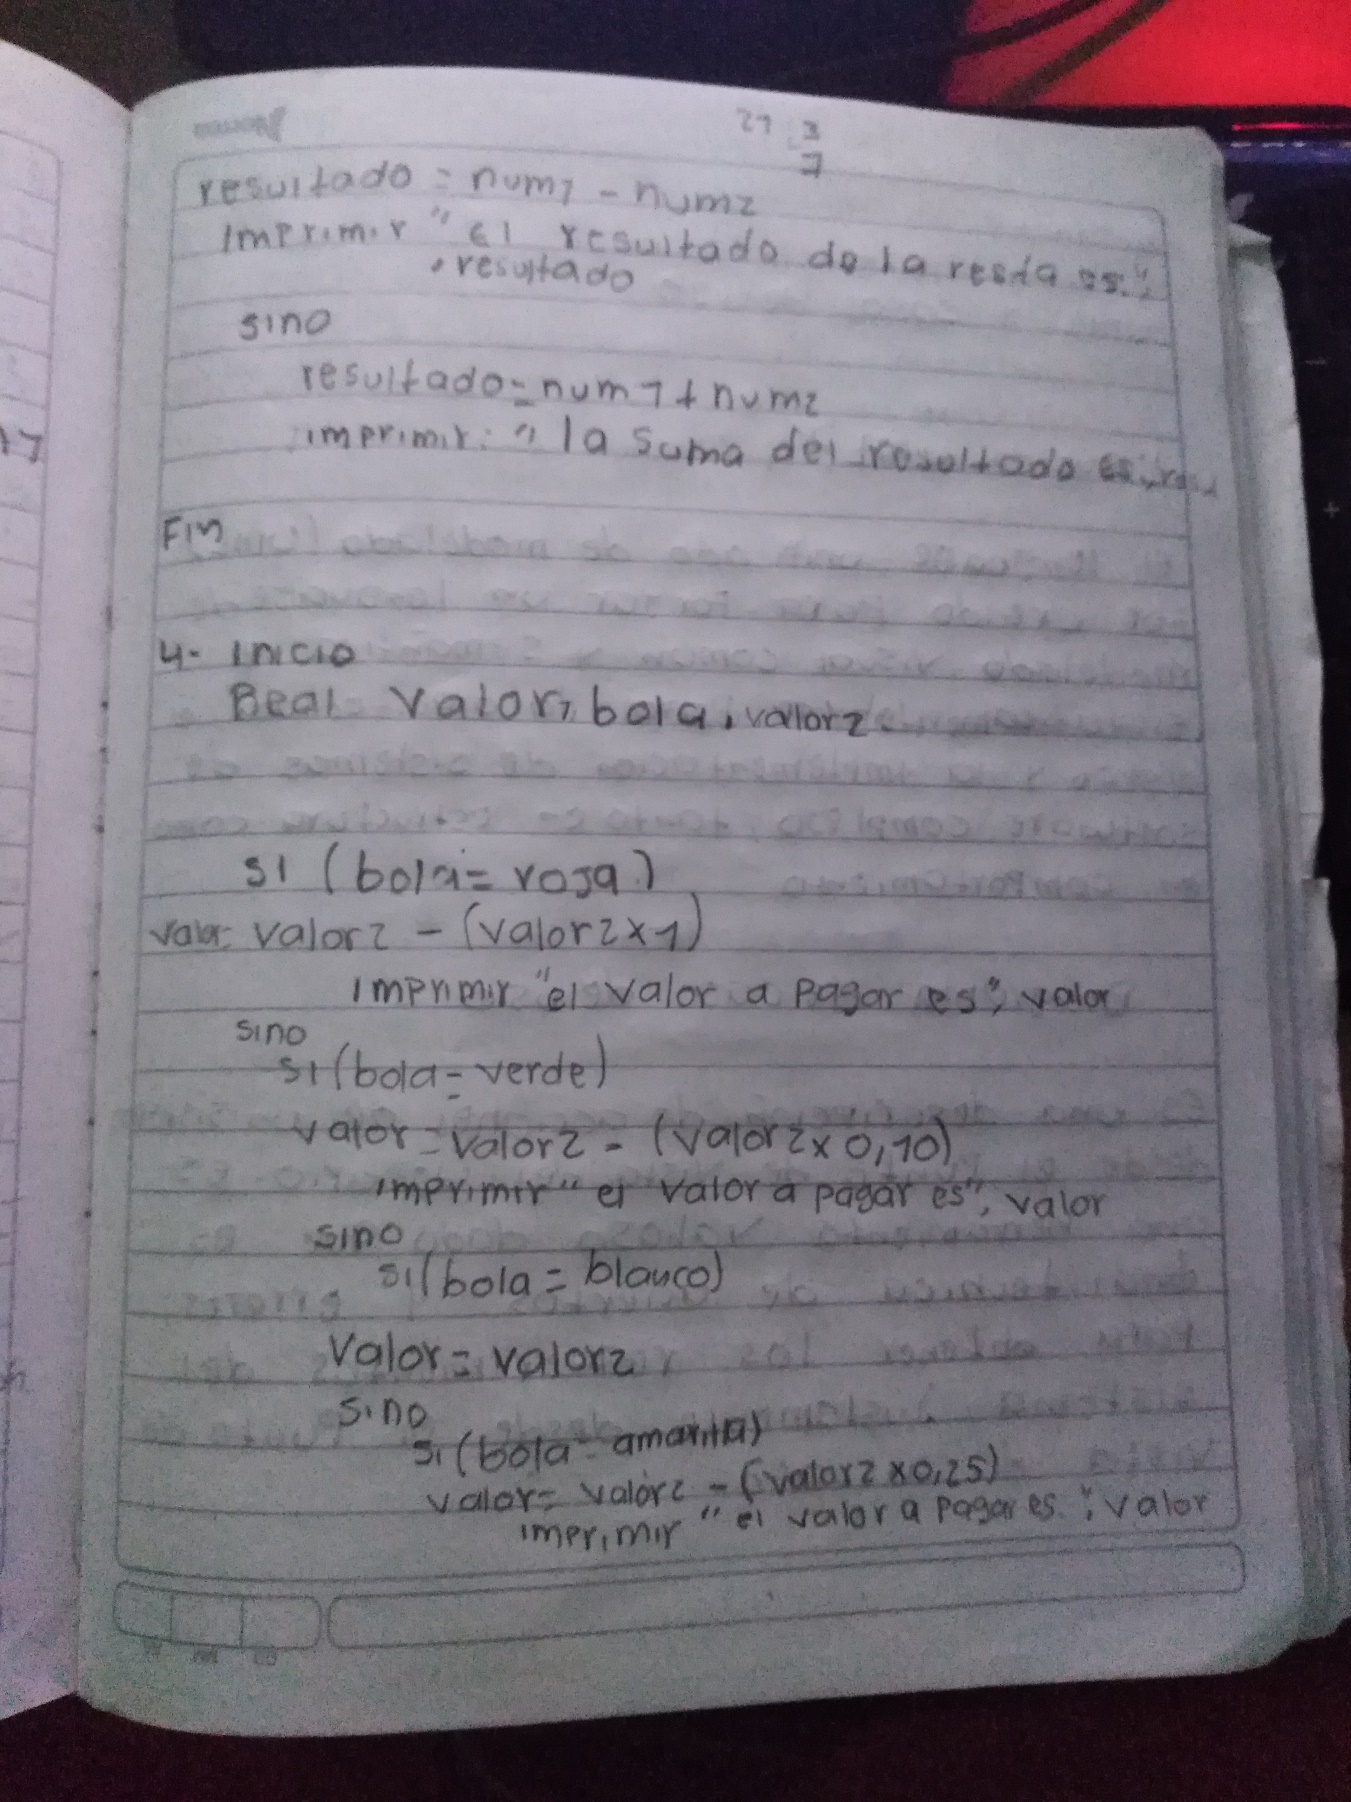 21 3
7
resultado = num1 - num2
Imprimir " El resultado de la resta es:",
, resultado
sino
resultado = num1 + num2
imprimir: " la suma del resultado es,
Fin
4- Inicio
Real valor, bola, valor2
SI (bola = roja)
valor = valor2 - (valor2 x 1)
Imprimir "el valor a pagar es", valor
sino
SI (bola = verde)
valor = valor2 - (valor2 x 0,10)
imprimir " el valor a pagar es", valor
sino
SI (bola = blanco)
Valor = valor2
sino
SI (bola = amarilla)
valor = valor2 - (valor2 x 0,25)
imprimir " el valor a pagar es ", valor